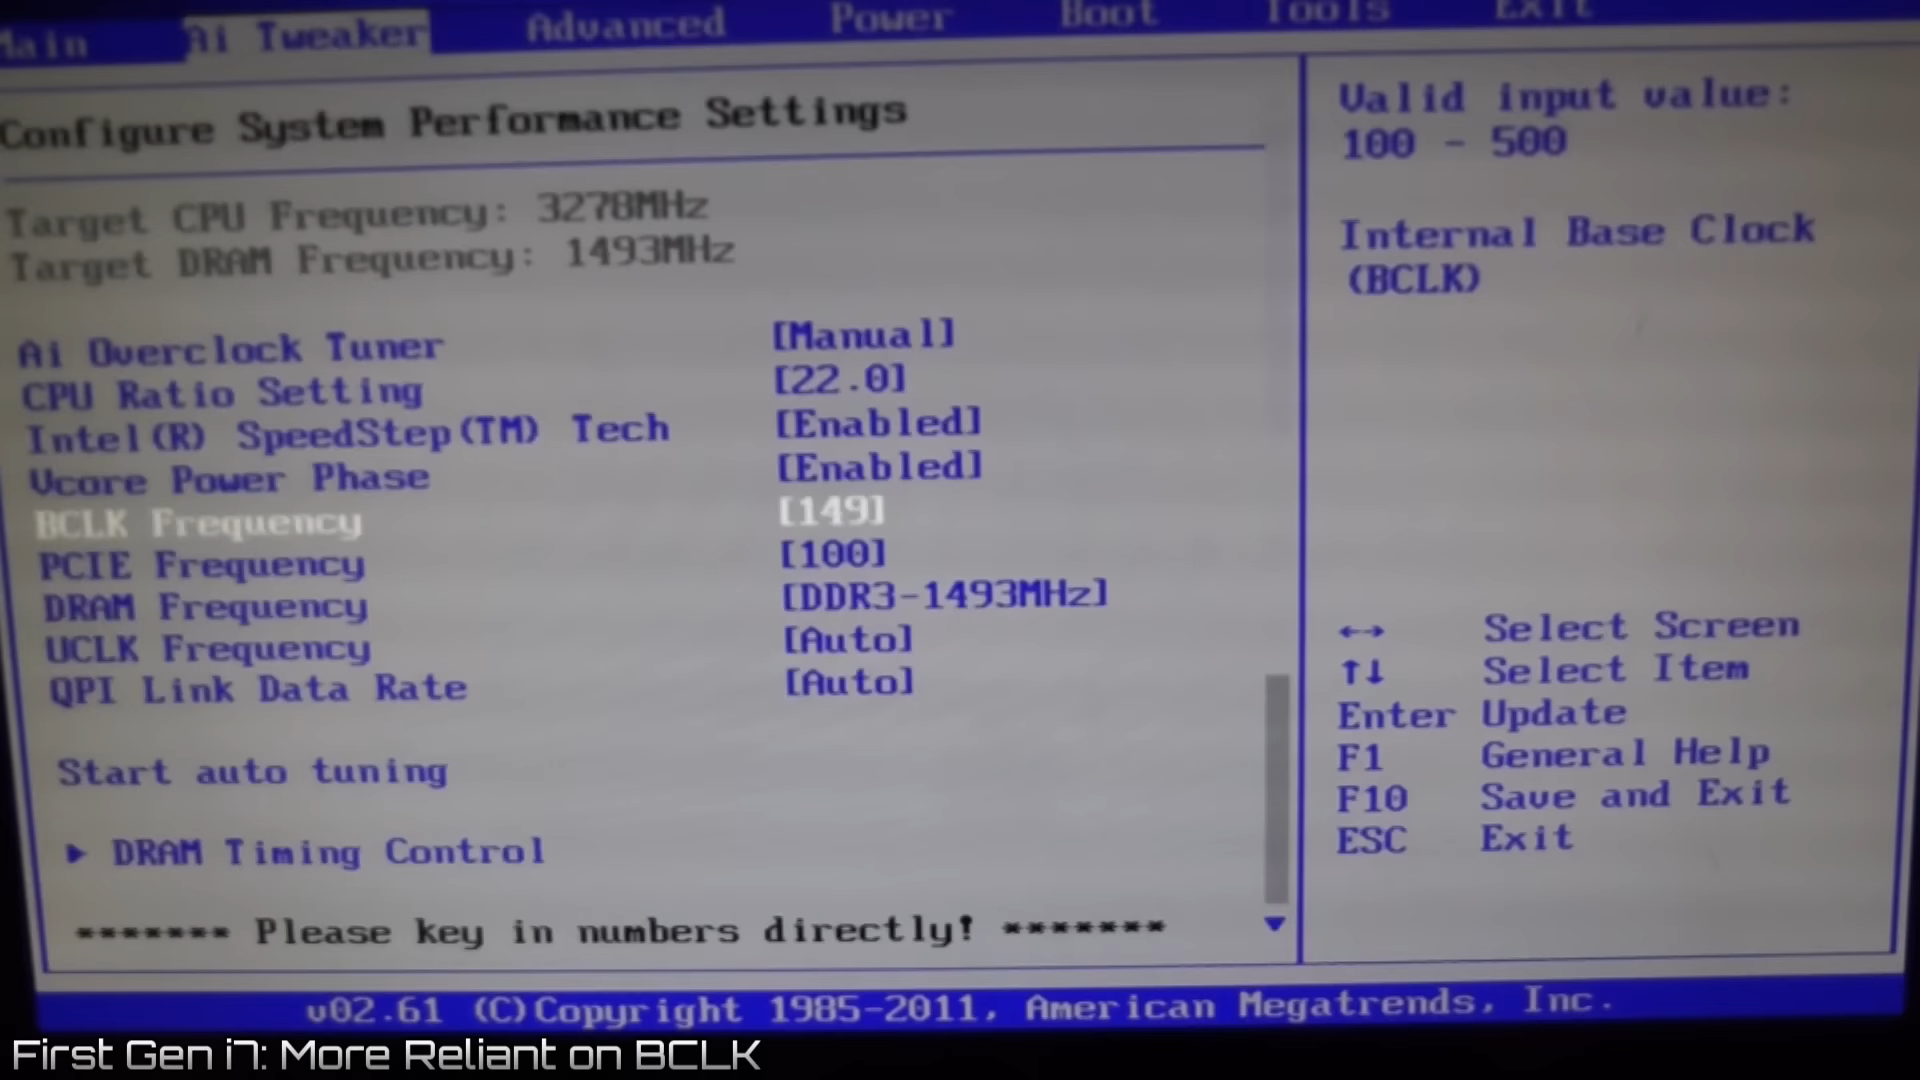 Main Ai Tweaker Advanced Power Boot Tools Exit
Configure System Performance Settings
Target CPU Frequency: 3278MHz
Target DRAM Frequency: 1493MHz
Ai Overclock Tuner [Manual]
CPU Ratio Setting [22.0]
Intel(R) SpeedStep(TM) Tech [Enabled]
Vcore Power Phase [Enabled]
BCLK Frequency [149]
PCIE Frequency [100]
DRAM Frequency [DDR3-1493MHz]
UCLK Frequency [Auto]
QPI Link Data Rate [Auto]
Start auto tuning
▶ DRAM Timing Control
******* Please key in numbers directly! *******
Valid input value:
100 - 500
Internal Base Clock
(BCLK)
←→ Select Screen
↑↓ Select Item
Enter Update
F1 General Help
F10 Save and Exit
ESC Exit
v02.61 (C)Copyright 1985-2011, American Megatrends, Inc.
First Gen i7: More Reliant on BCLK